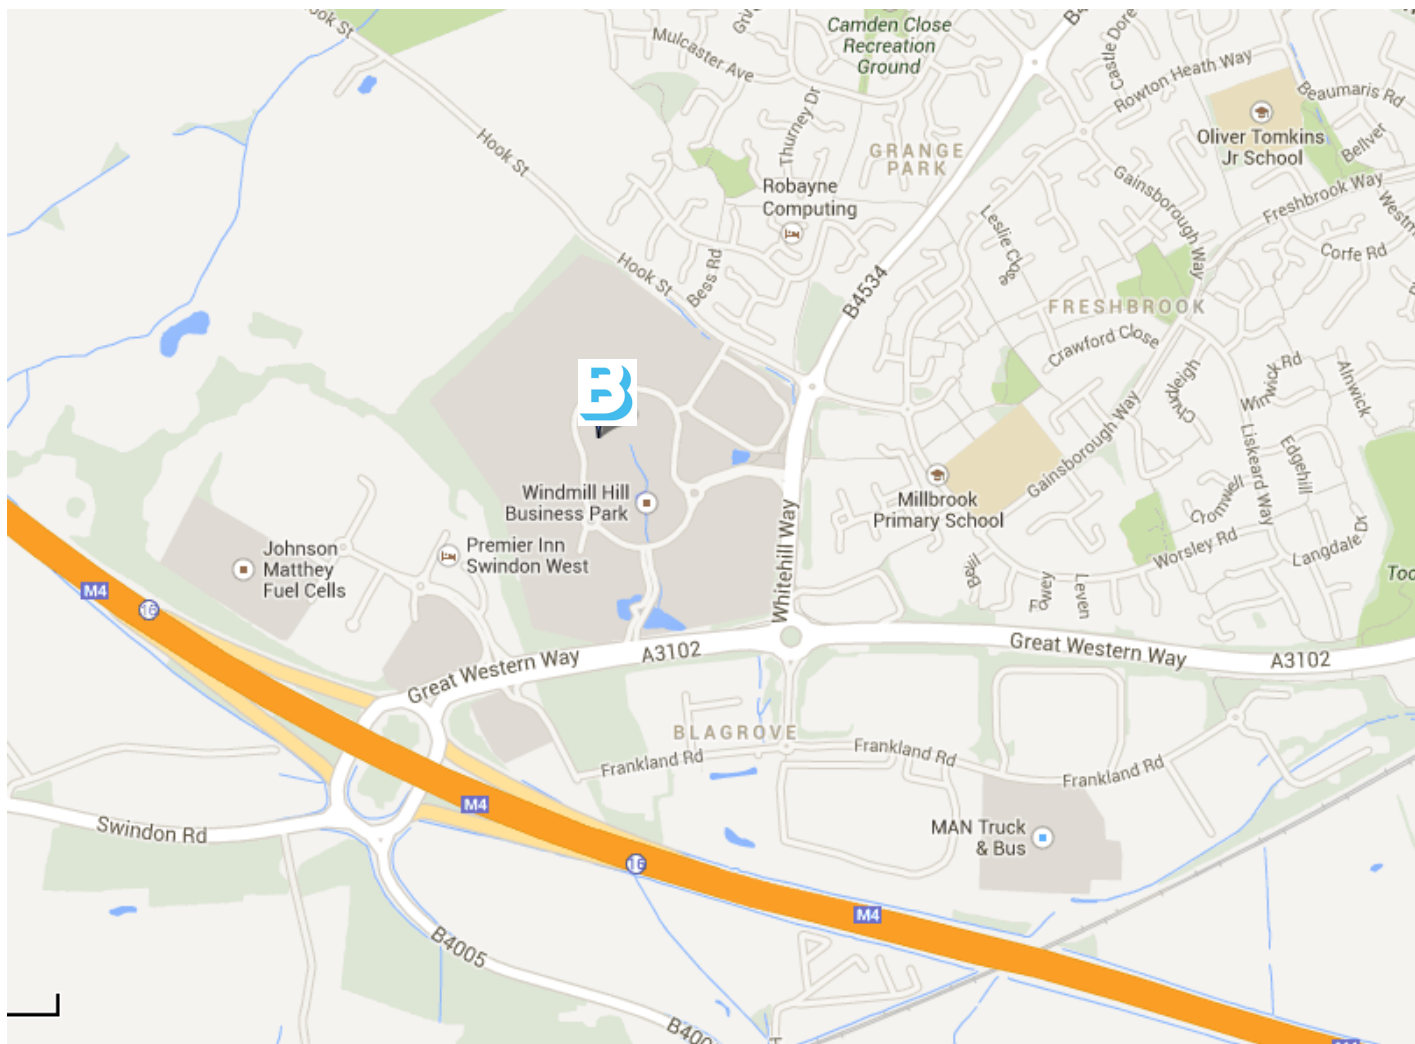 Camden Close
Recreation
Ground
Mulcaster Ave
Castle Dore
Rowton Heath Way
Beaumaris Rd
Hook St
Thurney Dr
GRANGE
PARK
Oliver Tomkins
Jr School
Bellver
Hook St
Robayne
Computing
Gainsborough Way
Freshbrook Way
Leslie Close
Corfe Rd
Hook St
Bess Rd
B4534
FRESHBROOK
Crawford Close
Chudleigh
Winwick Rd
Alnwick
B
Gainsborough Way
Liskeard Way
Edgehill
Windmill Hill
Business Park
Millbrook
Primary School
Cromwell
Whitehill Way
Worsley Rd
Langdale Dr
Johnson
Matthey
Fuel Cells
Premier Inn
Swindon West
Fowey
Leven
M4
16
Great Western Way
A3102
Great Western Way
A3102
BLAGROVE
Frankland Rd
Frankland Rd
Frankland Rd
M4
Swindon Rd
MAN Truck
& Bus
16
M4
B4005